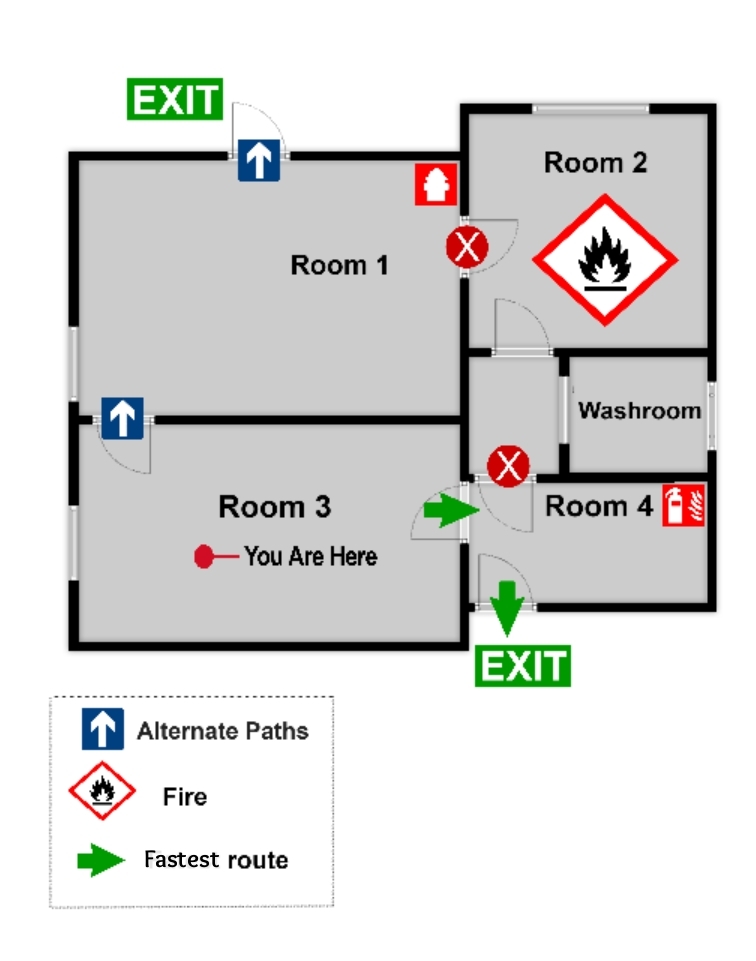 EXIT
Room 2
Room 1
X
Washroom
X
Room 3
Room 4
You Are Here
EXIT
Alternate Paths
Fire
Fastest route